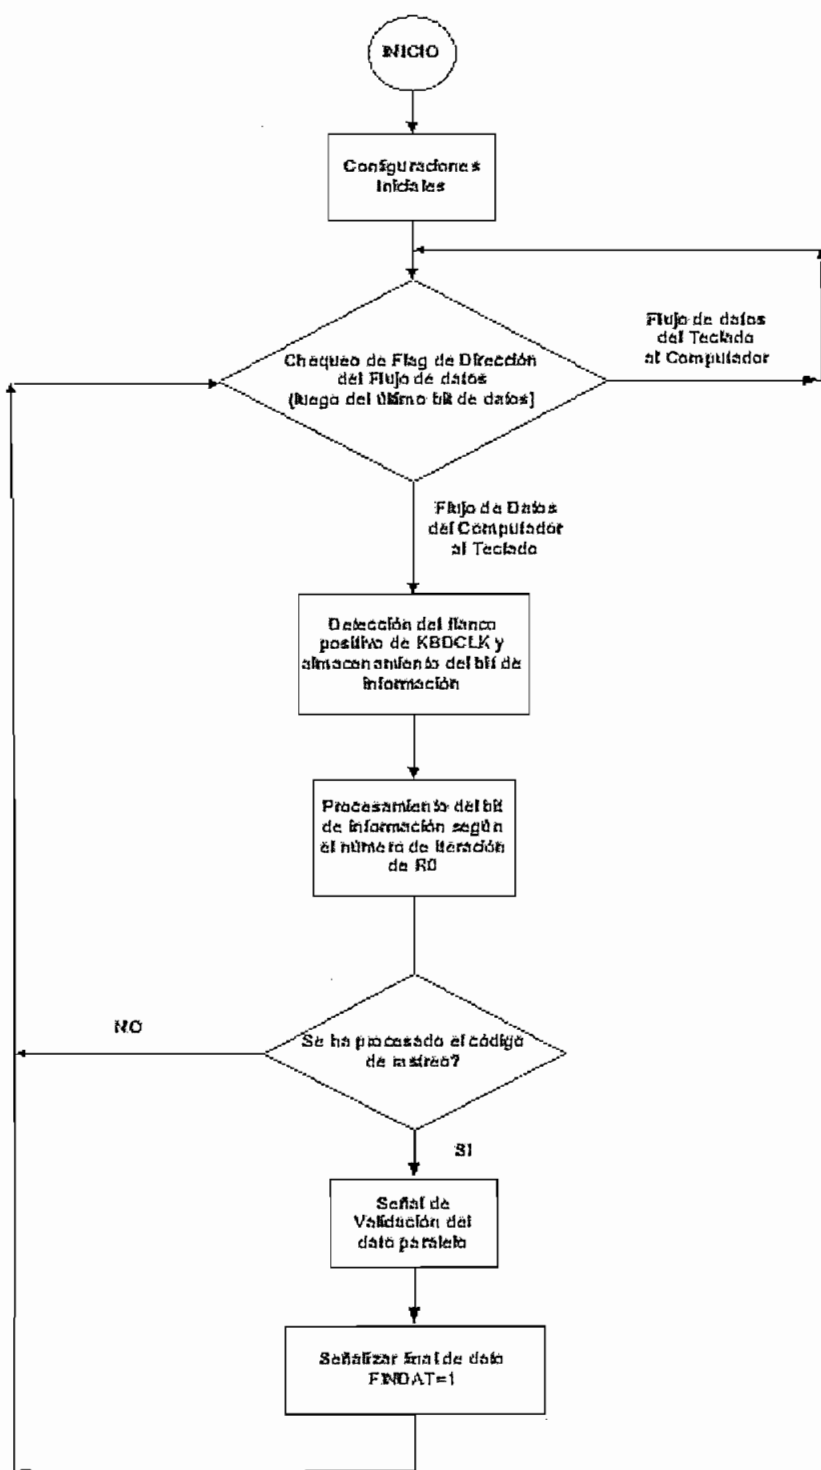 INICIO
Configuraciones
Iniciales
Flujo de datos
del Teclado
al Computador
Chequeo de Flag de Dirección
del Flujo de datos
(luego del último bit de datos)
Flujo de Datos
del Computador
al Teclado
Detección del flanco
positivo de KBDCLK y
almacenamiento del bit de
información
Procesamiento del bit
de información según
el número de iteración
de R0
NO
Se ha procesado el código
de rastreo?
SI
Señal de
Validación del
dato paralelo
Señalizar final de dato
FINDAT=1